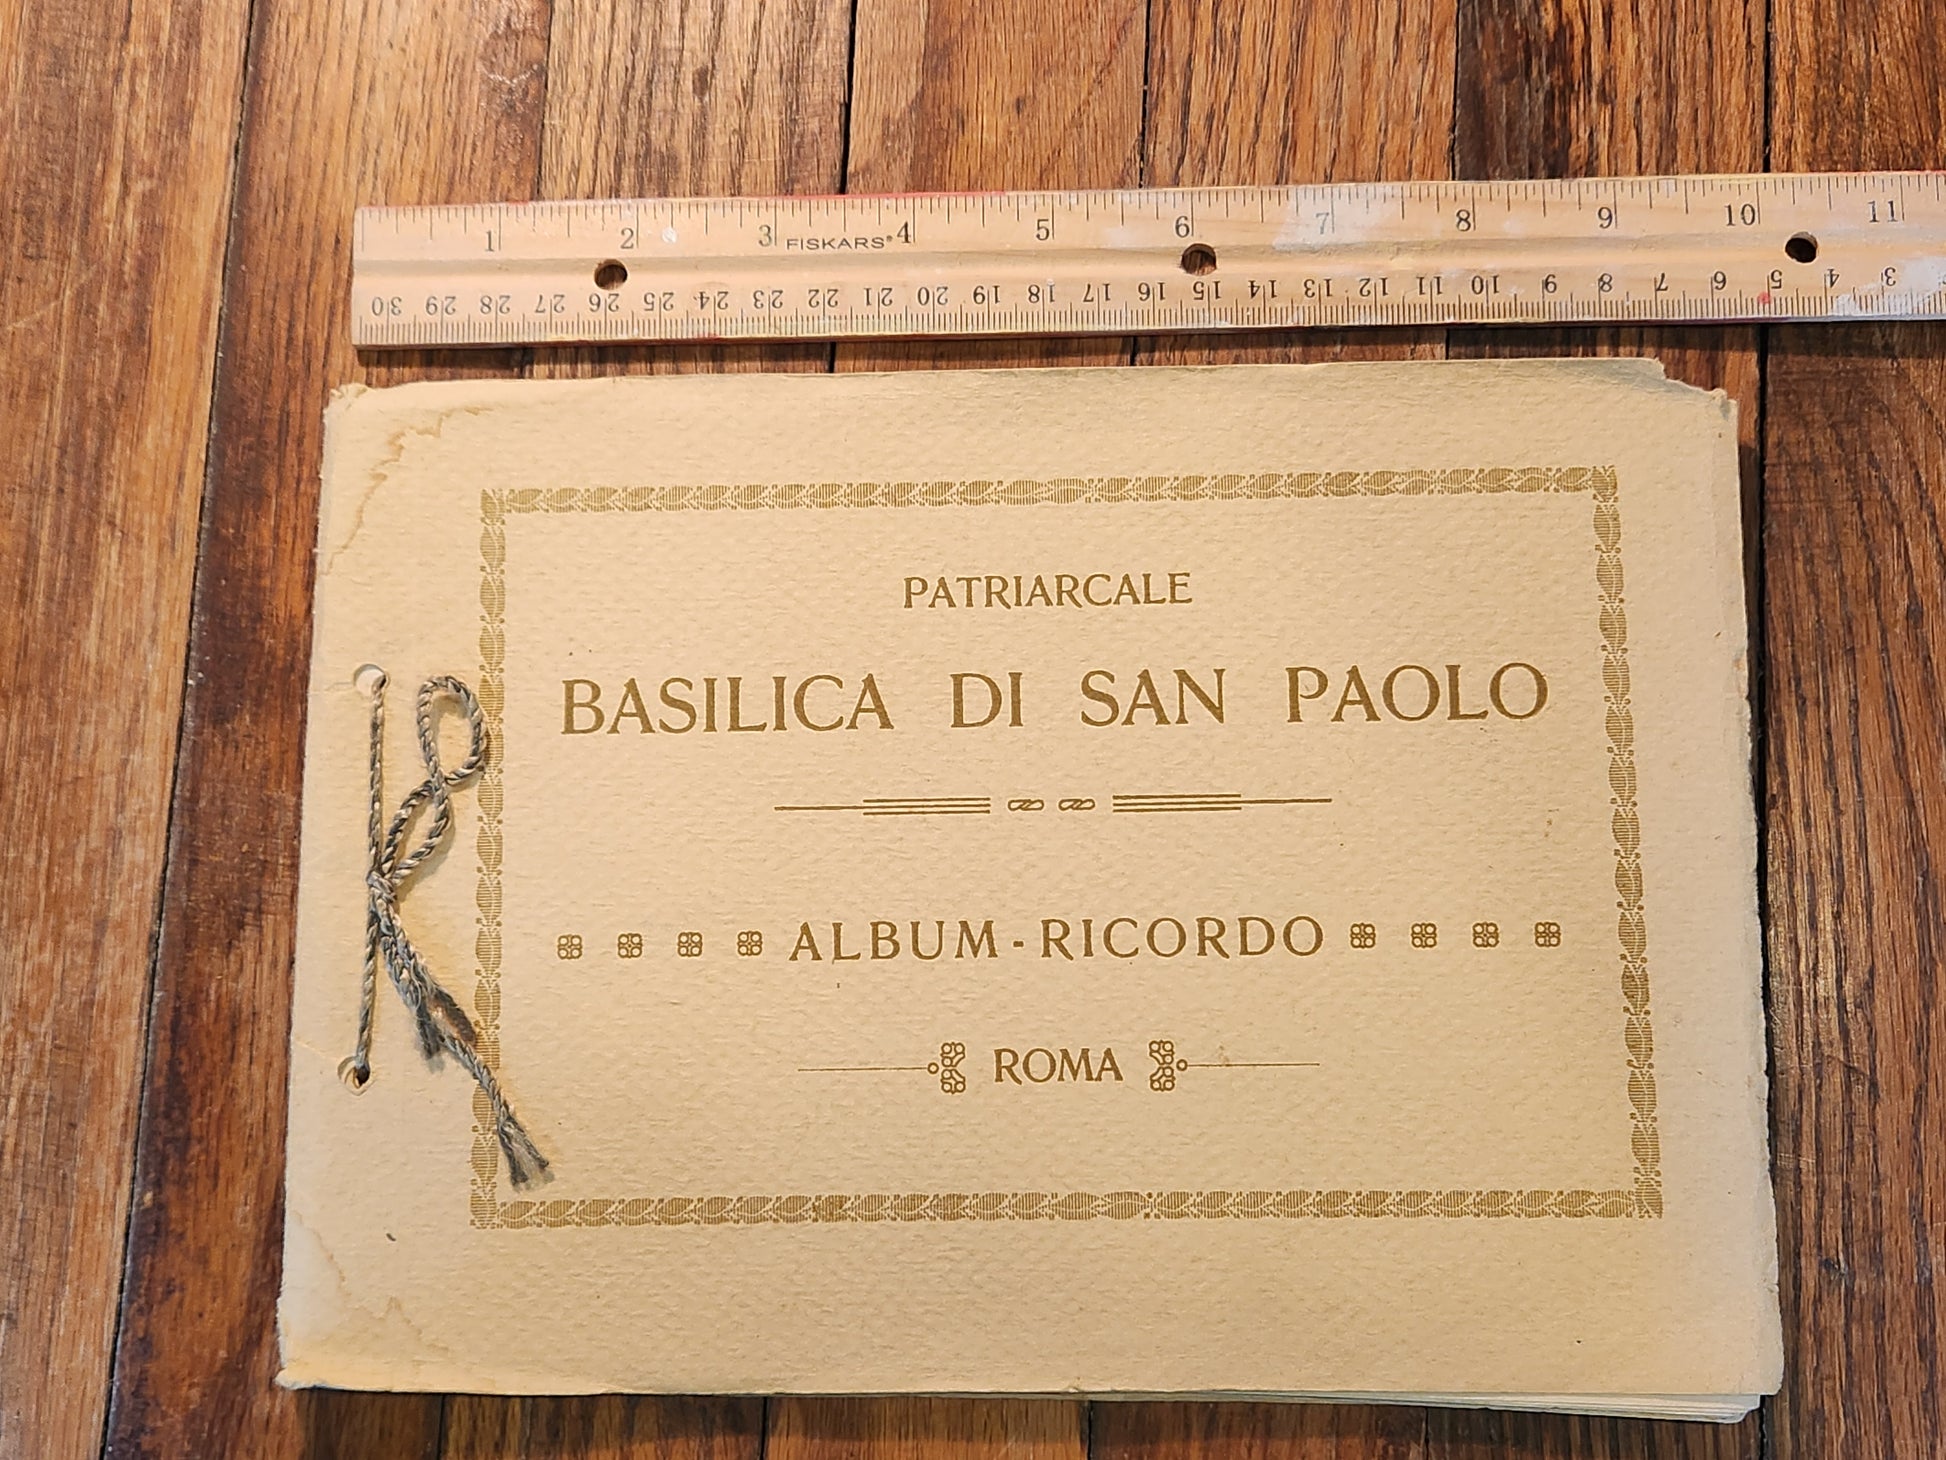 1 2 3 FISKARS® 4 5 6 7 8 9 10 11
30 29 28 27 26 25 24 23 22 21 20 19 18 17 16 15 14 13 12 11 10 9 8 7 6 5 4 3
PATRIARCALE
BASILICA DI SAN PAOLO
ALBUM-RICORDO
ROMA